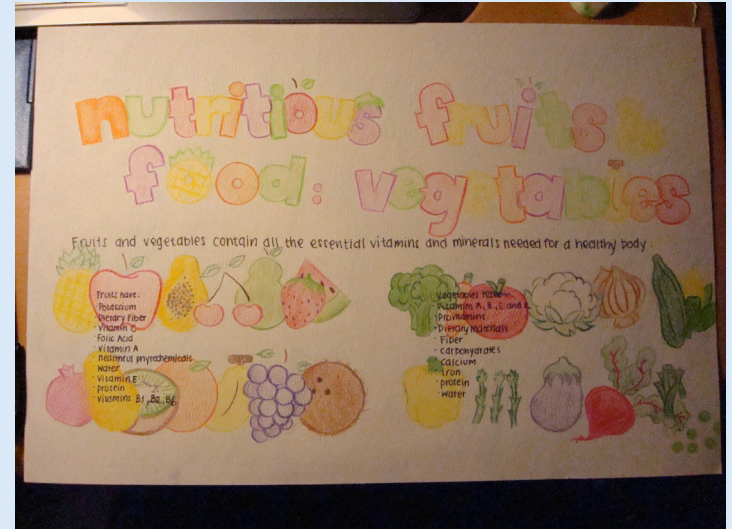 nutritious fruits &
food: vegetables
Fruits and vegetables contain all the essential vitamins and minerals needed for a healthy body.
Fruits have:
Potassium
· Dietary Fiber
· Vitamin C
· Folic Acid
· Vitamin A
healthful phyrochemicals
Water
· Vitamin E
· protein
· Vitamins B1, B2, B6
Vegetables have:
· Vitamin A, B, C and
· Provitamins
· Dietary Materials
· Fiber
· Carbohydrates
· Calcium
· Iron
· protein
· water